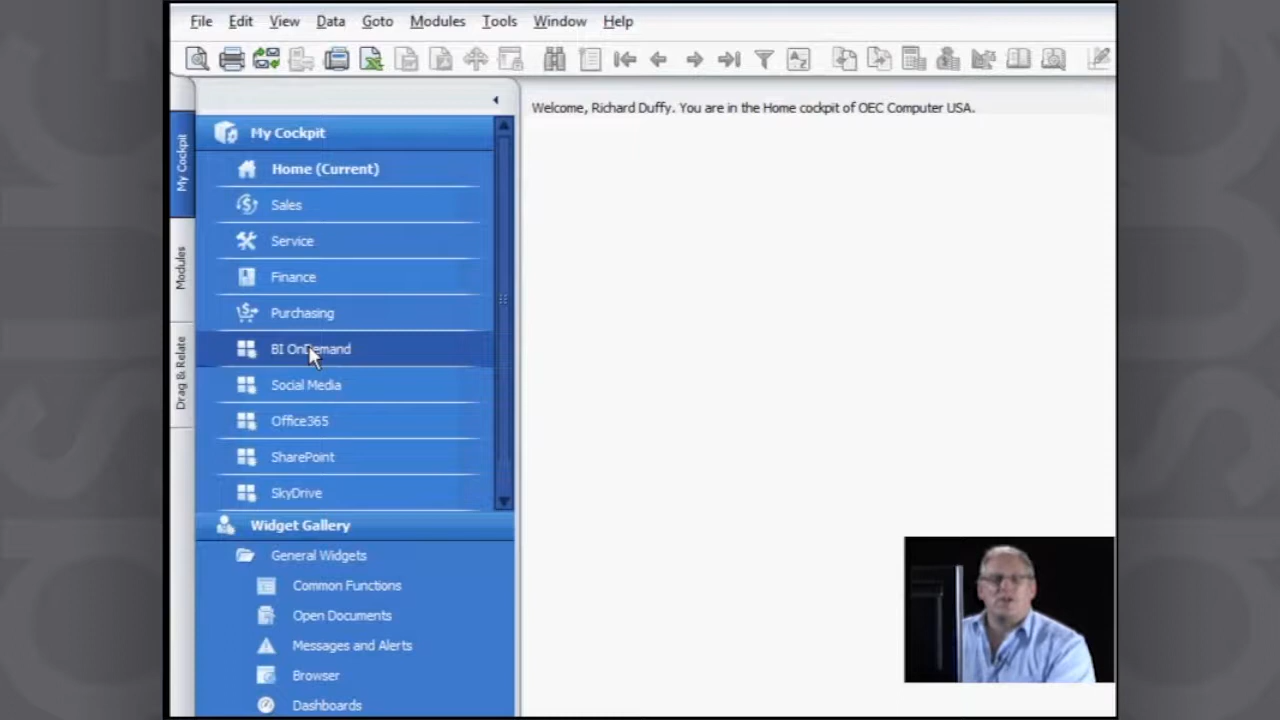 File Edit View Data Goto Modules Tools Window Help
Welcome, Richard Duffy. You are in the Home cockpit of OEC Computer USA.
My Cockpit
Modules
Drag & Relate
My Cockpit
Home (Current)
Sales
Service
Finance
Purchasing
BI OnDemand
Social Media
Office365
SharePoint
SkyDrive
Widget Gallery
General Widgets
Common Functions
Open Documents
Messages and Alerts
Browser
Dashboards